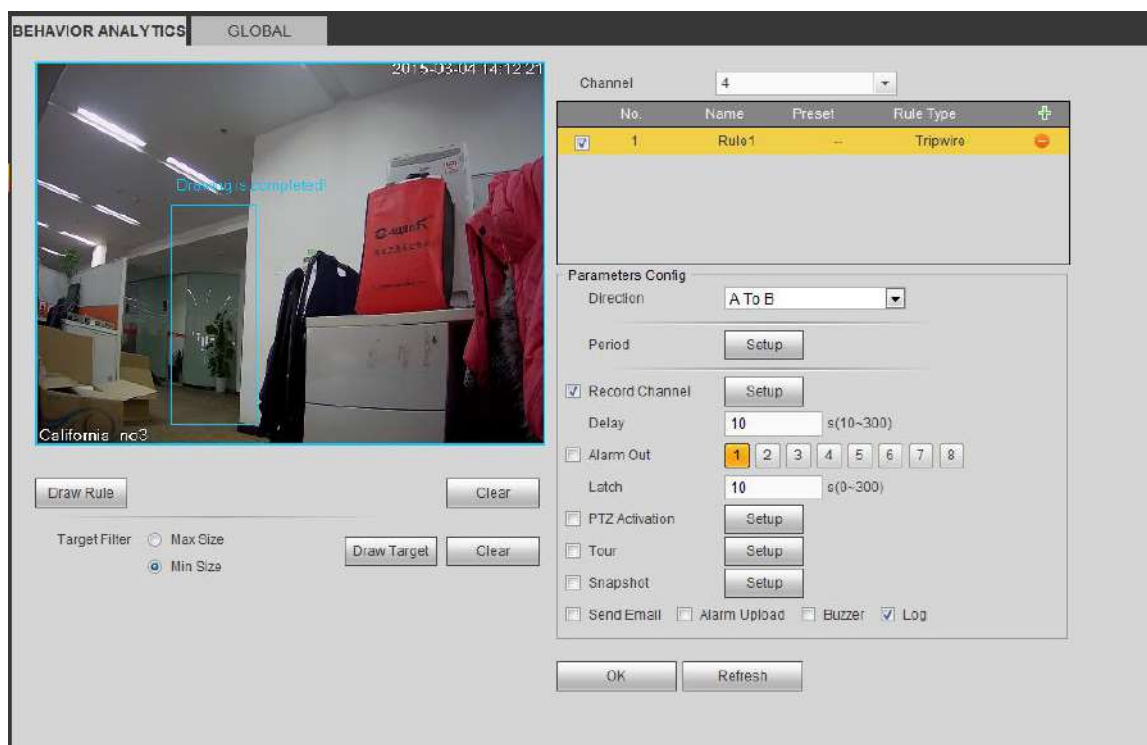 BEHAVIOR ANALYTICS GLOBAL
2015-03-04 14:12:21
Drawing is completed!
California no3
Draw Rule Clear
Target Filter Max Size
Min Size
Draw Target Clear
Channel 4
No. Name Preset Rule Type
1 Rule1 -- Tripwire
Parameters Config
Direction A To B
Period Setup
Record Channel Setup
Delay 10 s(10~300)
Alarm Out 1 2 3 4 5 6 7 8
Latch 10 s(0~300)
PTZ Activation Setup
Tour Setup
Snapshot Setup
Send Email Alarm Upload Buzzer Log
OK Refresh